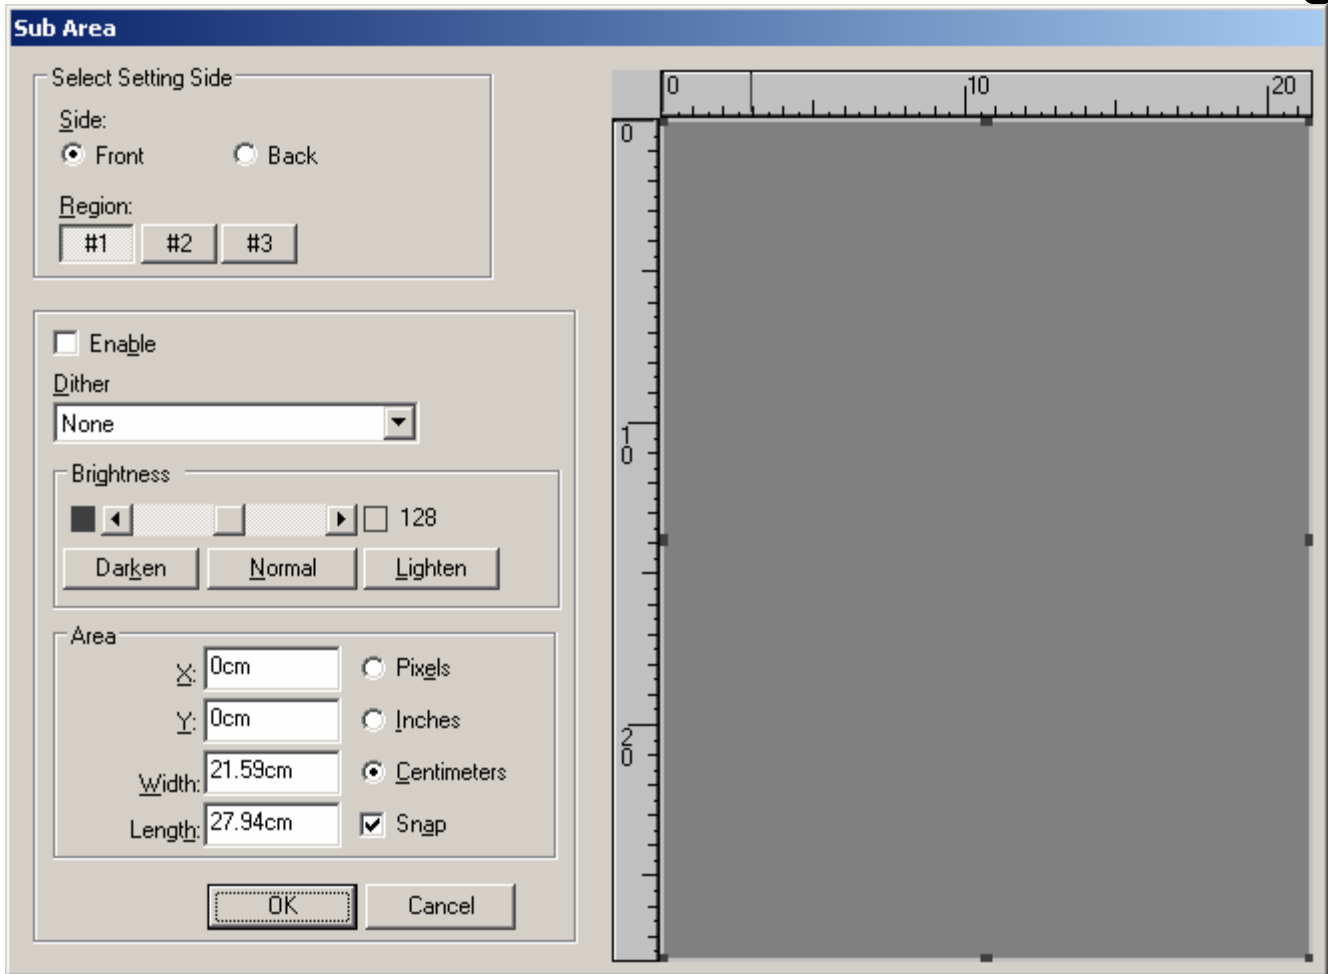 Sub Area
Select Setting Side
Side:
Front
Back
Region:
#1
#2
#3
Enable
Dither
None
Brightness
128
Darken
Normal
Lighten
Area
X: 0cm
Pixels
Y: 0cm
Inches
Width: 21.59cm
Centimeters
Length: 27.94cm
Snap
OK
Cancel
0
10
20
0
10
20